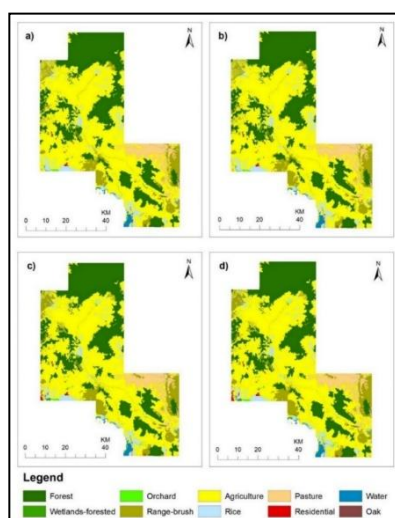 a)
N
KM
0 10 20 40
b)
N
KM
0 10 20 40
c)
N
KM
0 10 20 40
d)
N
KM
0 10 20 40
Legend
Forest Orchard Agriculture Pasture Water
Wetlands-forested Range-brush Rice Residential Oak